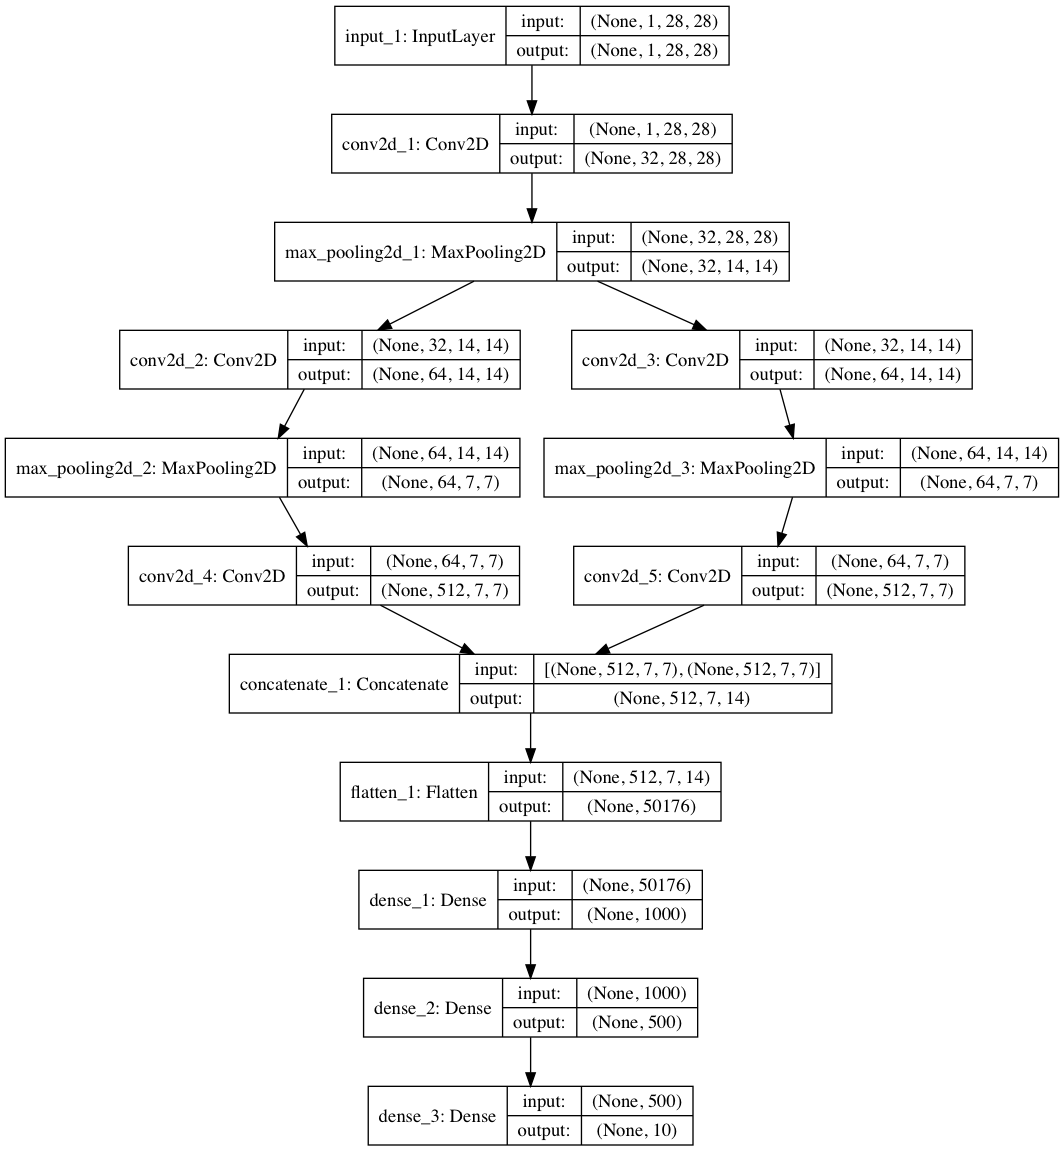 input_1: InputLayer
input: (None, 1, 28, 28)
output: (None, 1, 28, 28)
conv2d_1: Conv2D
input: (None, 1, 28, 28)
output: (None, 32, 28, 28)
max_pooling2d_1: MaxPooling2D
input: (None, 32, 28, 28)
output: (None, 32, 14, 14)
conv2d_2: Conv2D
input: (None, 32, 14, 14)
output: (None, 64, 14, 14)
conv2d_3: Conv2D
input: (None, 32, 14, 14)
output: (None, 64, 14, 14)
max_pooling2d_2: MaxPooling2D
input: (None, 64, 14, 14)
output: (None, 64, 7, 7)
max_pooling2d_3: MaxPooling2D
input: (None, 64, 14, 14)
output: (None, 64, 7, 7)
conv2d_4: Conv2D
input: (None, 64, 7, 7)
output: (None, 512, 7, 7)
conv2d_5: Conv2D
input: (None, 64, 7, 7)
output: (None, 512, 7, 7)
concatenate_1: Concatenate
input: [(None, 512, 7, 7), (None, 512, 7, 7)]
output: (None, 512, 7, 14)
flatten_1: Flatten
input: (None, 512, 7, 14)
output: (None, 50176)
dense_1: Dense
input: (None, 50176)
output: (None, 1000)
dense_2: Dense
input: (None, 1000)
output: (None, 500)
dense_3: Dense
input: (None, 500)
output: (None, 10)